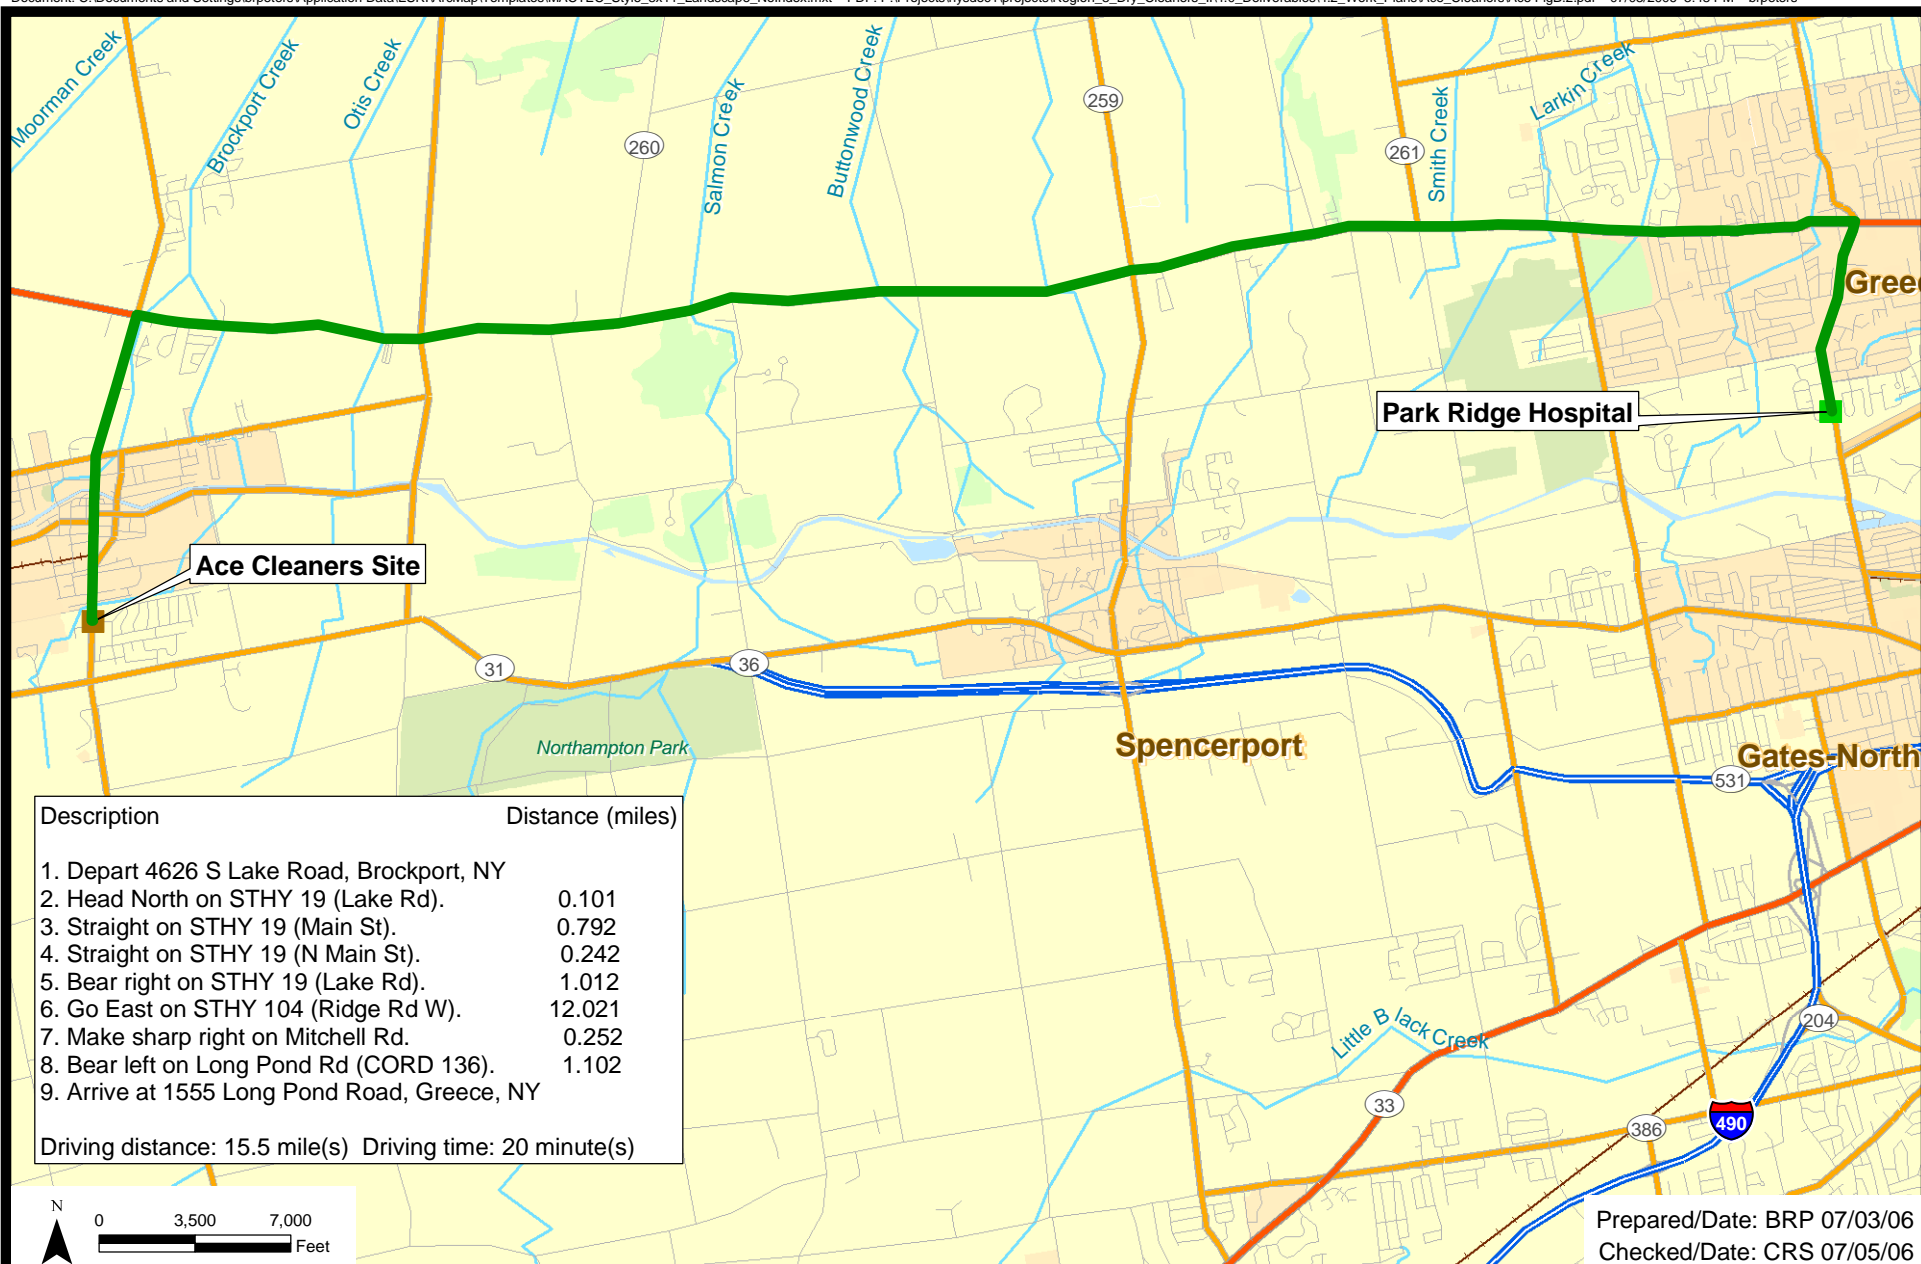 Moorman Creek
Brockport Creek
Otis Creek
260
Salmon Creek
Buttonwood Creek
259
261
Smith Creek
Larkin Creek
Greec
Park Ridge Hospital
Ace Cleaners Site
31
36
Northampton Park
Spencerport
Gates-North
531
Description Distance (miles)
1. Depart 4626 S Lake Road, Brockport, NY
2. Head North on STHY 19 (Lake Rd). 0.101
3. Straight on STHY 19 (Main St). 0.792
4. Straight on STHY 19 (N Main St). 0.242
5. Bear right on STHY 19 (Lake Rd). 1.012
6. Go East on STHY 104 (Ridge Rd W). 12.021
7. Make sharp right on Mitchell Rd. 0.252
8. Bear left on Long Pond Rd (CORD 136). 1.102
9. Arrive at 1555 Long Pond Road, Greece, NY
Driving distance: 15.5 mile(s) Driving time: 20 minute(s)
Little Black Creek
204
33
386
490
N
0 3,500 7,000
Feet
Prepared/Date: BRP 07/03/06
Checked/Date: CRS 07/05/06